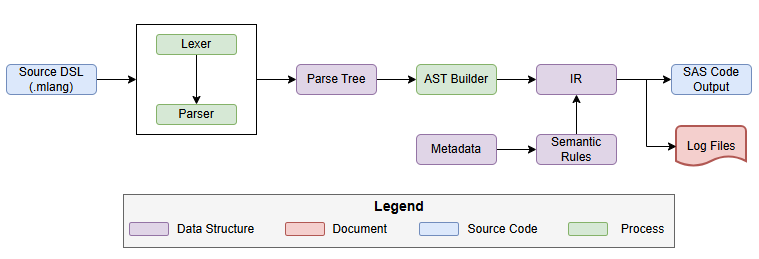 Lexer
Source DSL
(.mlang)
Parse Tree
AST Builder
IR
SAS Code
Output
Parser
Metadata
Semantic
Rules
Log Files
Legend
Data Structure
Document
Source Code
Process